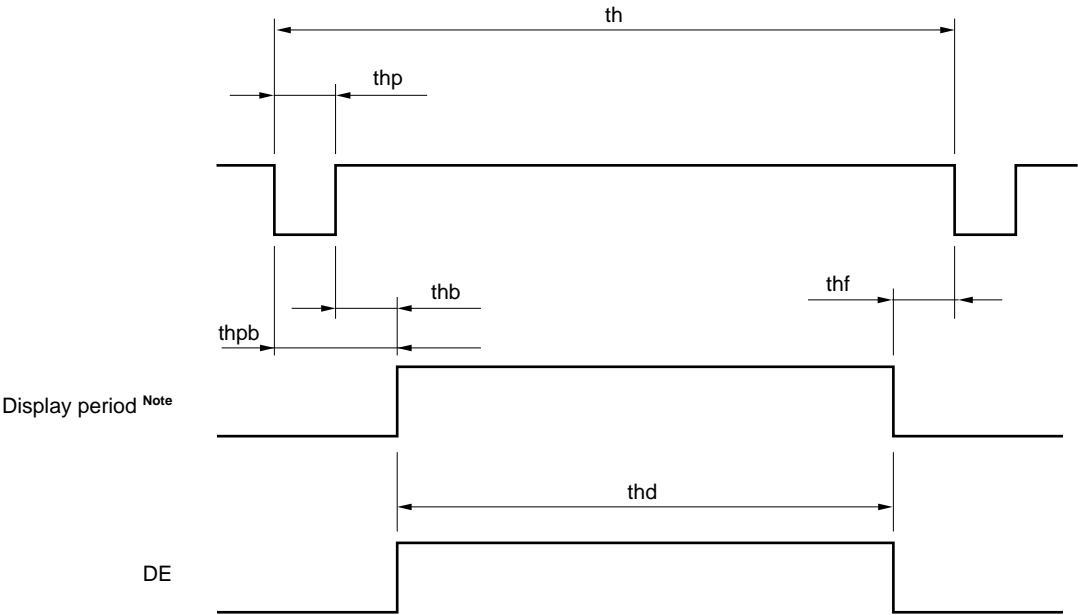 th
thp
thb
thf
thpb
Display period Note
thd
DE